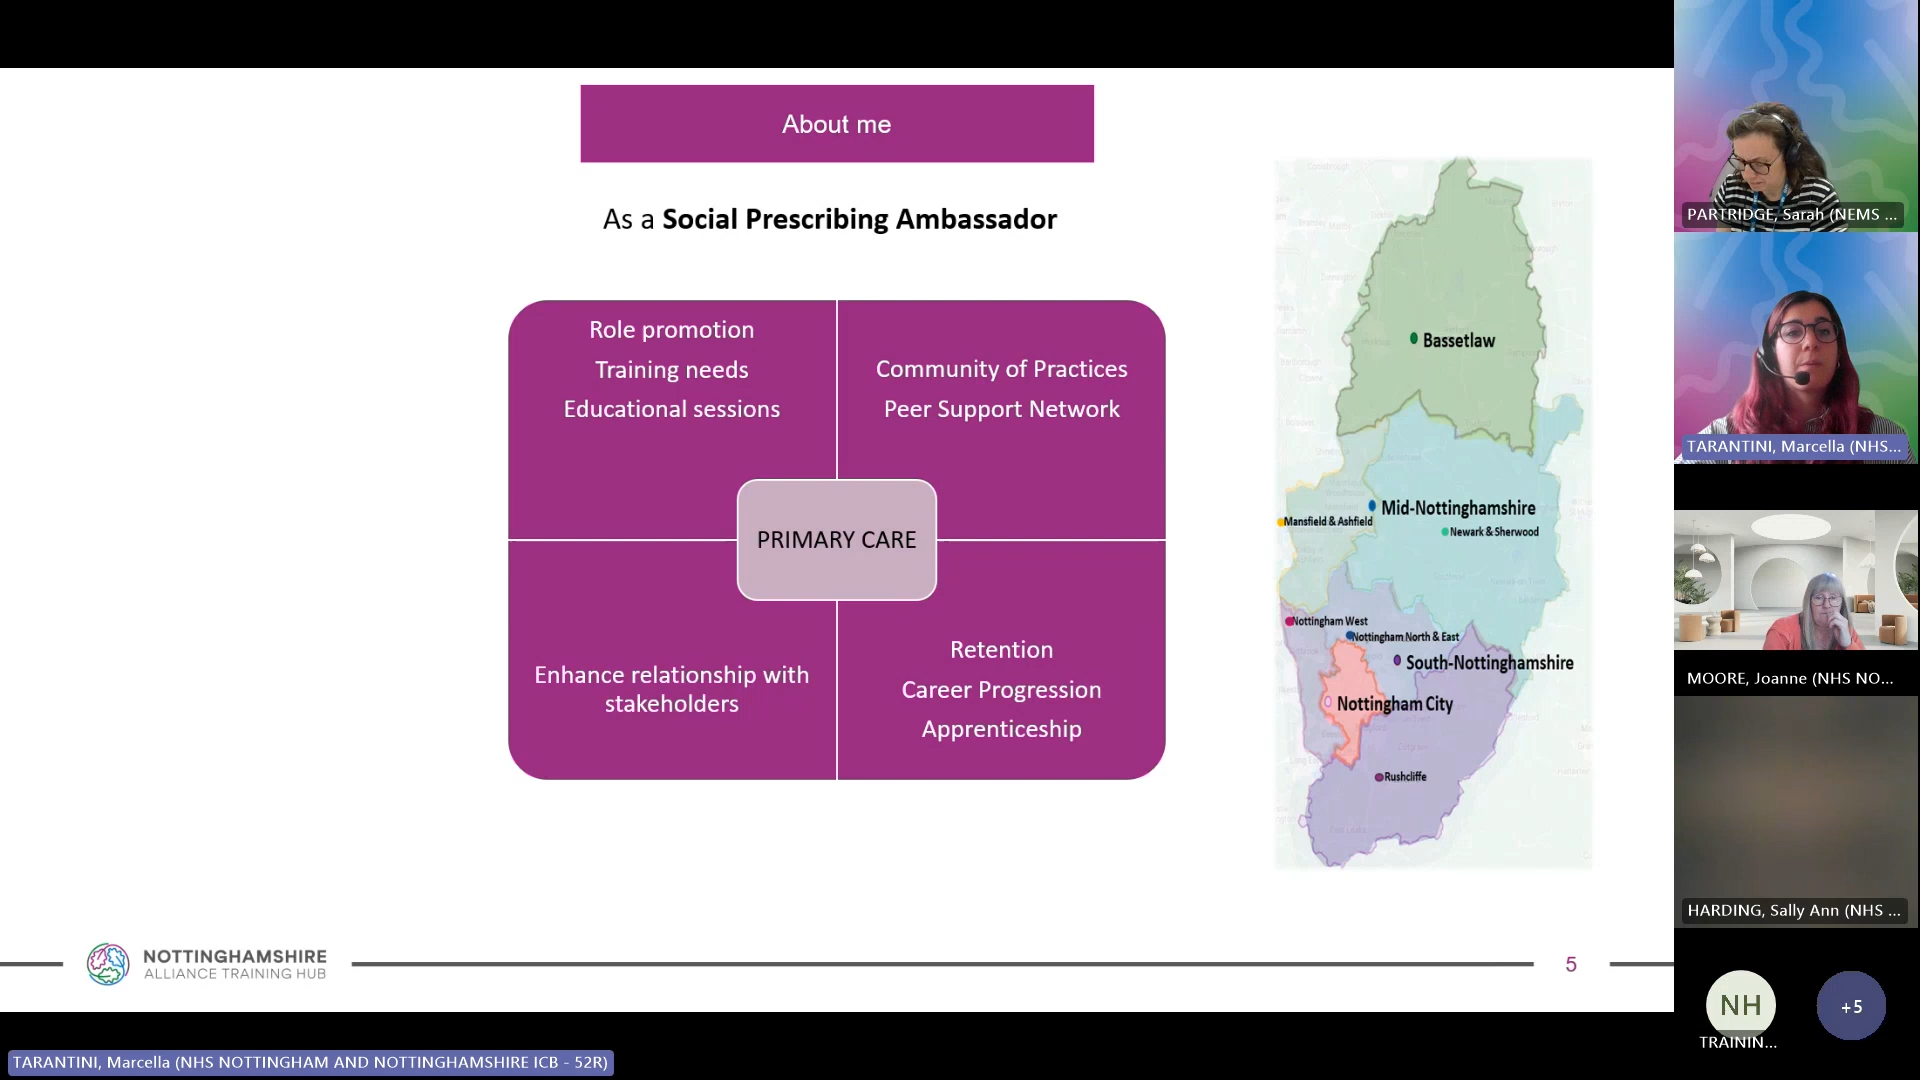 About me
As a Social Prescribing Ambassador
Role promotion
Training needs
Educational sessions
Community of Practices
Peer Support Network
PRIMARY CARE
Enhance relationship with
stakeholders
Retention
Career Progression
Apprenticeship
Bassetlaw
Mid-Nottinghamshire
Mansfield & Ashfield
Newark & Sherwood
Nottingham West
Nottingham North & East
South-Nottinghamshire
Nottingham City
Rushcliffe
NOTTINGHAMSHIRE
ALLIANCE TRAINING HUB
5
PARTRIDGE, Sarah (NEMS ...
TARANTINI, Marcella (NHS...
MOORE, Joanne (NHS NO...
HARDING, Sally Ann (NHS ...
NH
TRAININ...
+5
TARANTINI, Marcella (NHS NOTTINGHAM AND NOTTINGHAMSHIRE ICB - 52R)